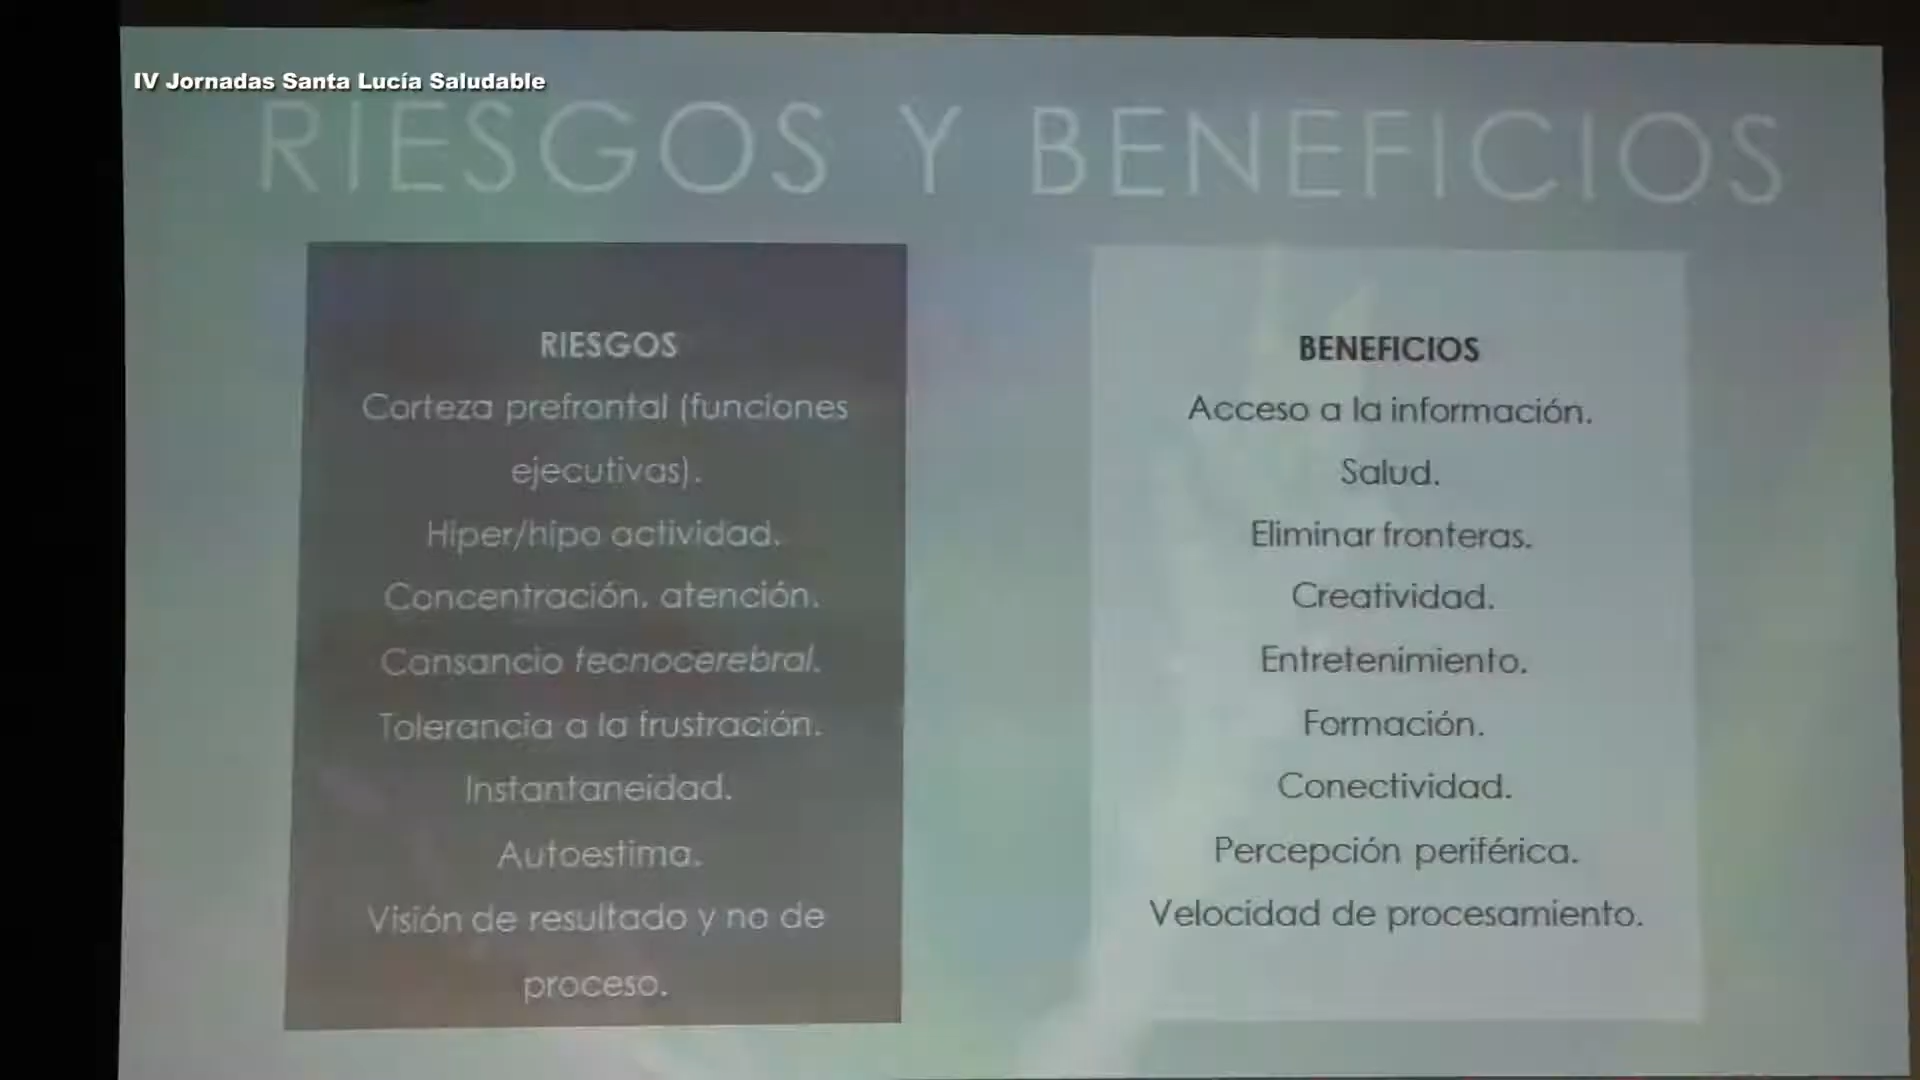 IV Jornadas Santa Lucía Saludable
RIESGOS Y BENEFICIOS
RIESGOS
Corteza prefrontal (funciones
ejecutivas).
Hiper/hipo actividad.
Concentración, atención.
Cansancio tecnocerebral.
Tolerancia a la frustración.
Instantaneidad.
Autoestima.
Visión de resultado y no de
proceso.
BENEFICIOS
Acceso a la información.
Salud.
Eliminar fronteras.
Creatividad.
Entretenimiento.
Formación.
Conectividad.
Percepción periférica.
Velocidad de procesamiento.